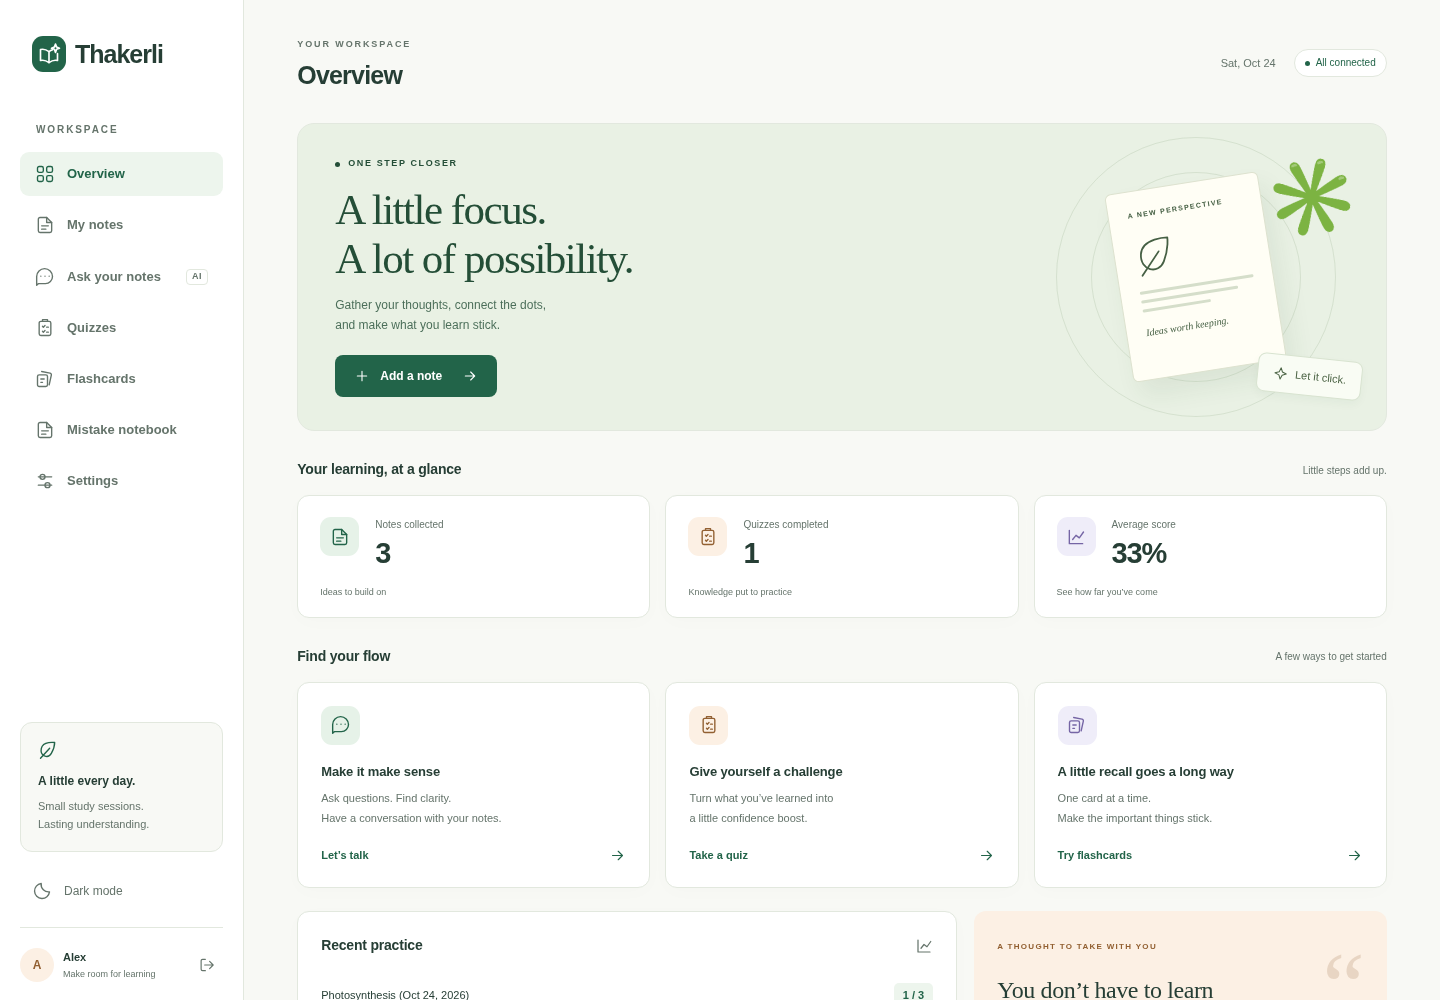 Thakerli
WORKSPACE
Overview
My notes
Ask your notes AI
Quizzes
Flashcards
Mistake notebook
Settings
A little every day.
Small study sessions.
Lasting understanding.
Dark mode
A
Alex
Make room for learning
YOUR WORKSPACE
Overview
Sat, Oct 24
All connected
ONE STEP CLOSER
A little focus.
A lot of possibility.
Gather your thoughts, connect the dots,
and make what you learn stick.
Add a note
A NEW PERSPECTIVE
Ideas worth keeping.
Let it click.
Your learning, at a glance
Little steps add up.
Notes collected
3
Ideas to build on
Quizzes completed
1
Knowledge put to practice
Average score
33%
See how far you've come
Find your flow
A few ways to get started
Make it make sense
Ask questions. Find clarity.
Have a conversation with your notes.
Let's talk
Give yourself a challenge
Turn what you've learned into
a little confidence boost.
Take a quiz
A little recall goes a long way
One card at a time.
Make the important things stick.
Try flashcards
Recent practice
Photosynthesis (Oct 24, 2026)
1 / 3
A THOUGHT TO TAKE WITH YOU
“
You don’t have to learn